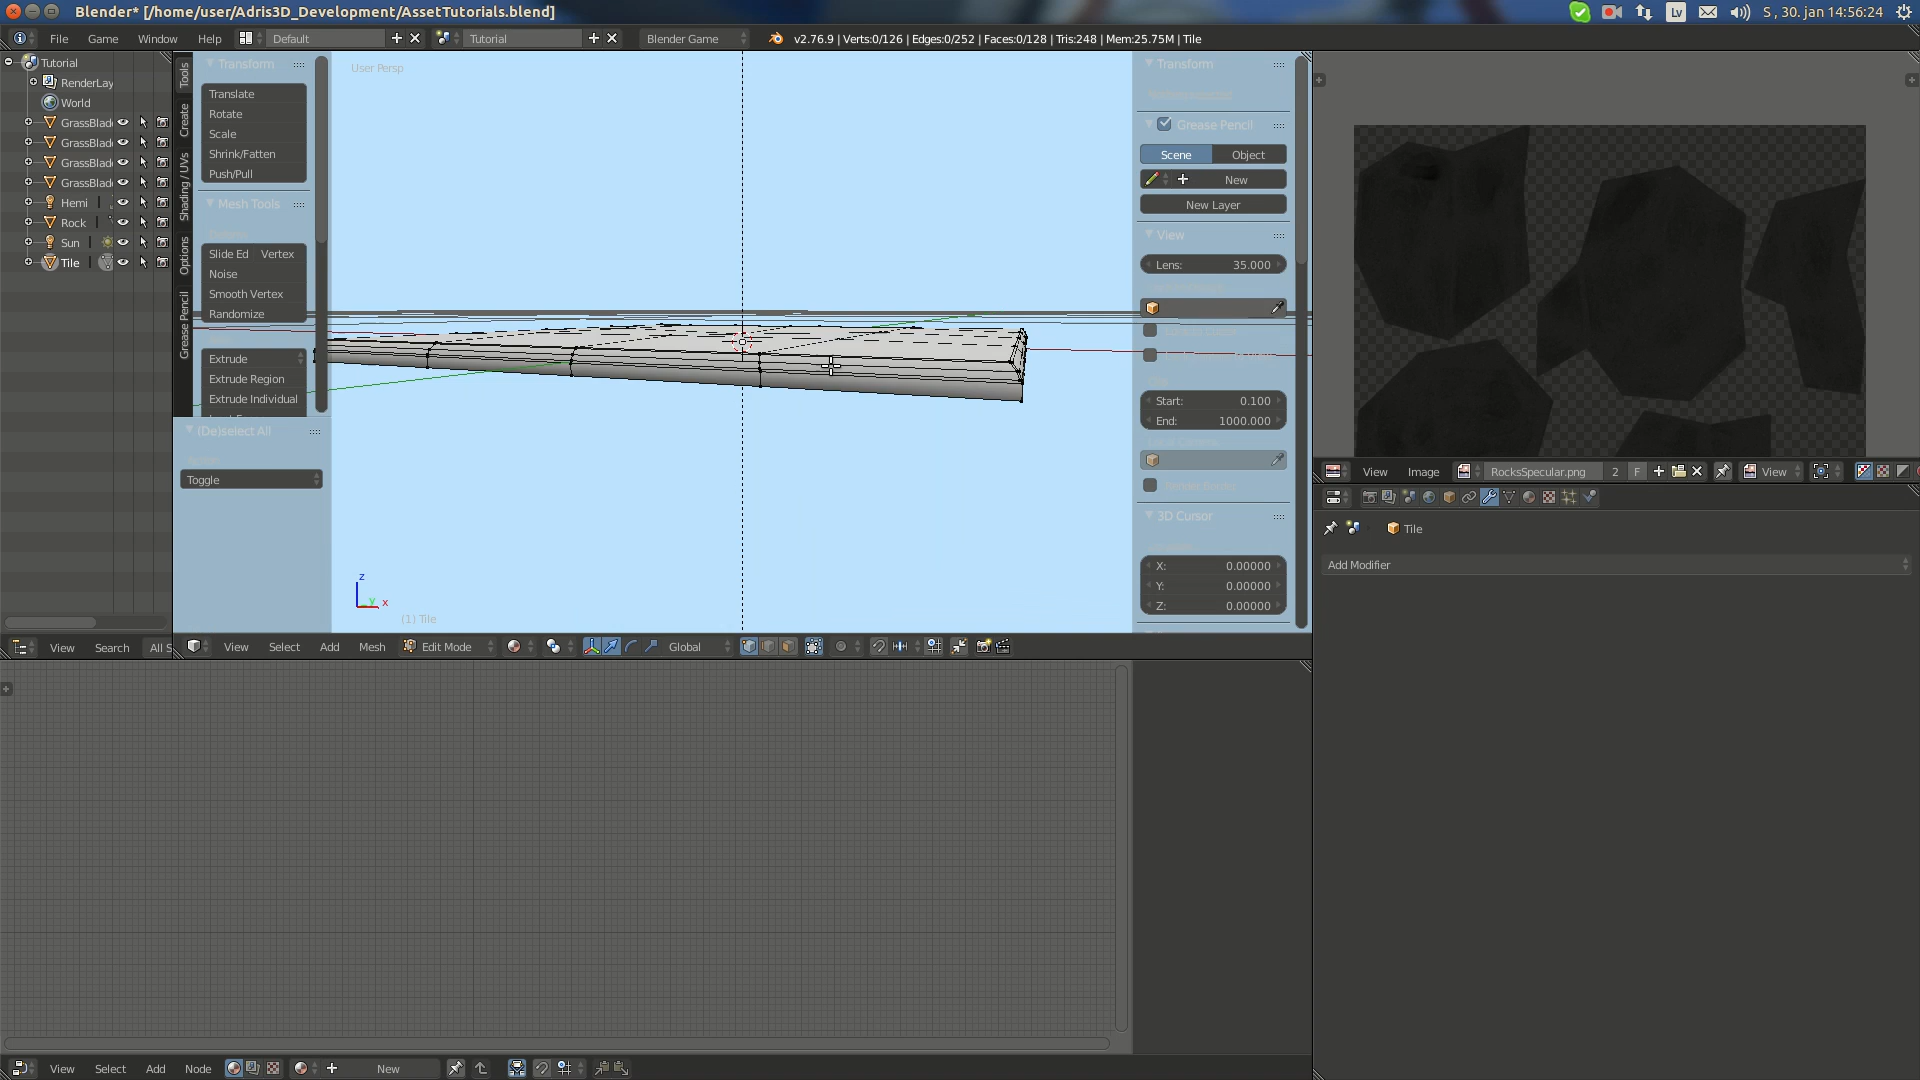 Blender* [/home/user/Adris3D_Development/AssetTutorials.blend]
Lv
S , 30. jan 14:56:24
File Game Window Help
Default
Tutorial
Blender Game
v2.76.9 | Verts:0/126 | Edges:0/252 | Faces:0/128 | Tris:248 | Mem:25.75M | Tile
Tutorial
RenderLay
World
GrassBlad
GrassBlad
GrassBlad
GrassBlad
Hemi
Rock
Sun
Tile
View Search All S
Tools
Create
Shading / UVs
Options
Grease Pencil
Transform
Translate
Rotate
Scale
Shrink/Fatten
Push/Pull
Mesh Tools
Slide Ed Vertex
Noise
Smooth Vertex
Randomize
Extrude
Extrude Region
Extrude Individual
(De)select All
Toggle
User Persp
z
y
x
(1) Tile
View Select Add Mesh
Edit Mode
Global
Transform
Grease Pencil
Scene Object
New
New Layer
View
Lens: 35.000
Start: 0.100
End: 1000.000
3D Cursor
X: 0.00000
Y: 0.00000
Z: 0.00000
View Image
RocksSpecular.png 2 F
View
Tile
Add Modifier
View Select Add Node
New